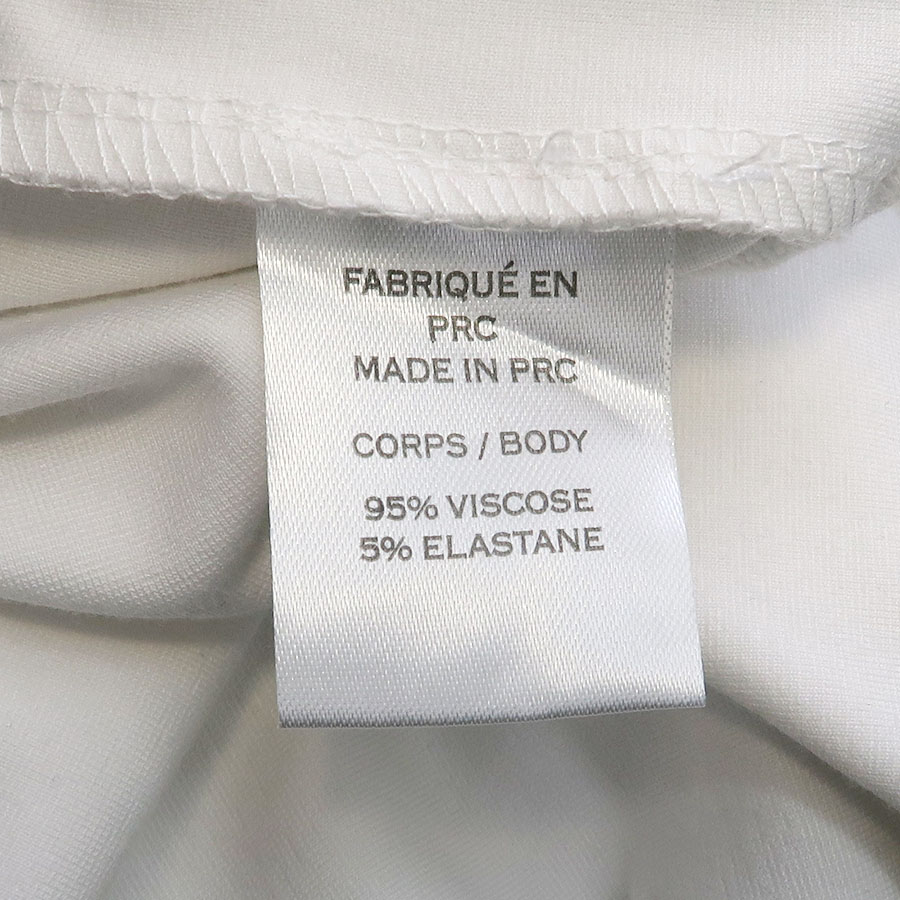 FABRIQUÉ EN
PRC
MADE IN PRC
CORPS / BODY
95% VISCOSE
5% ELASTANE